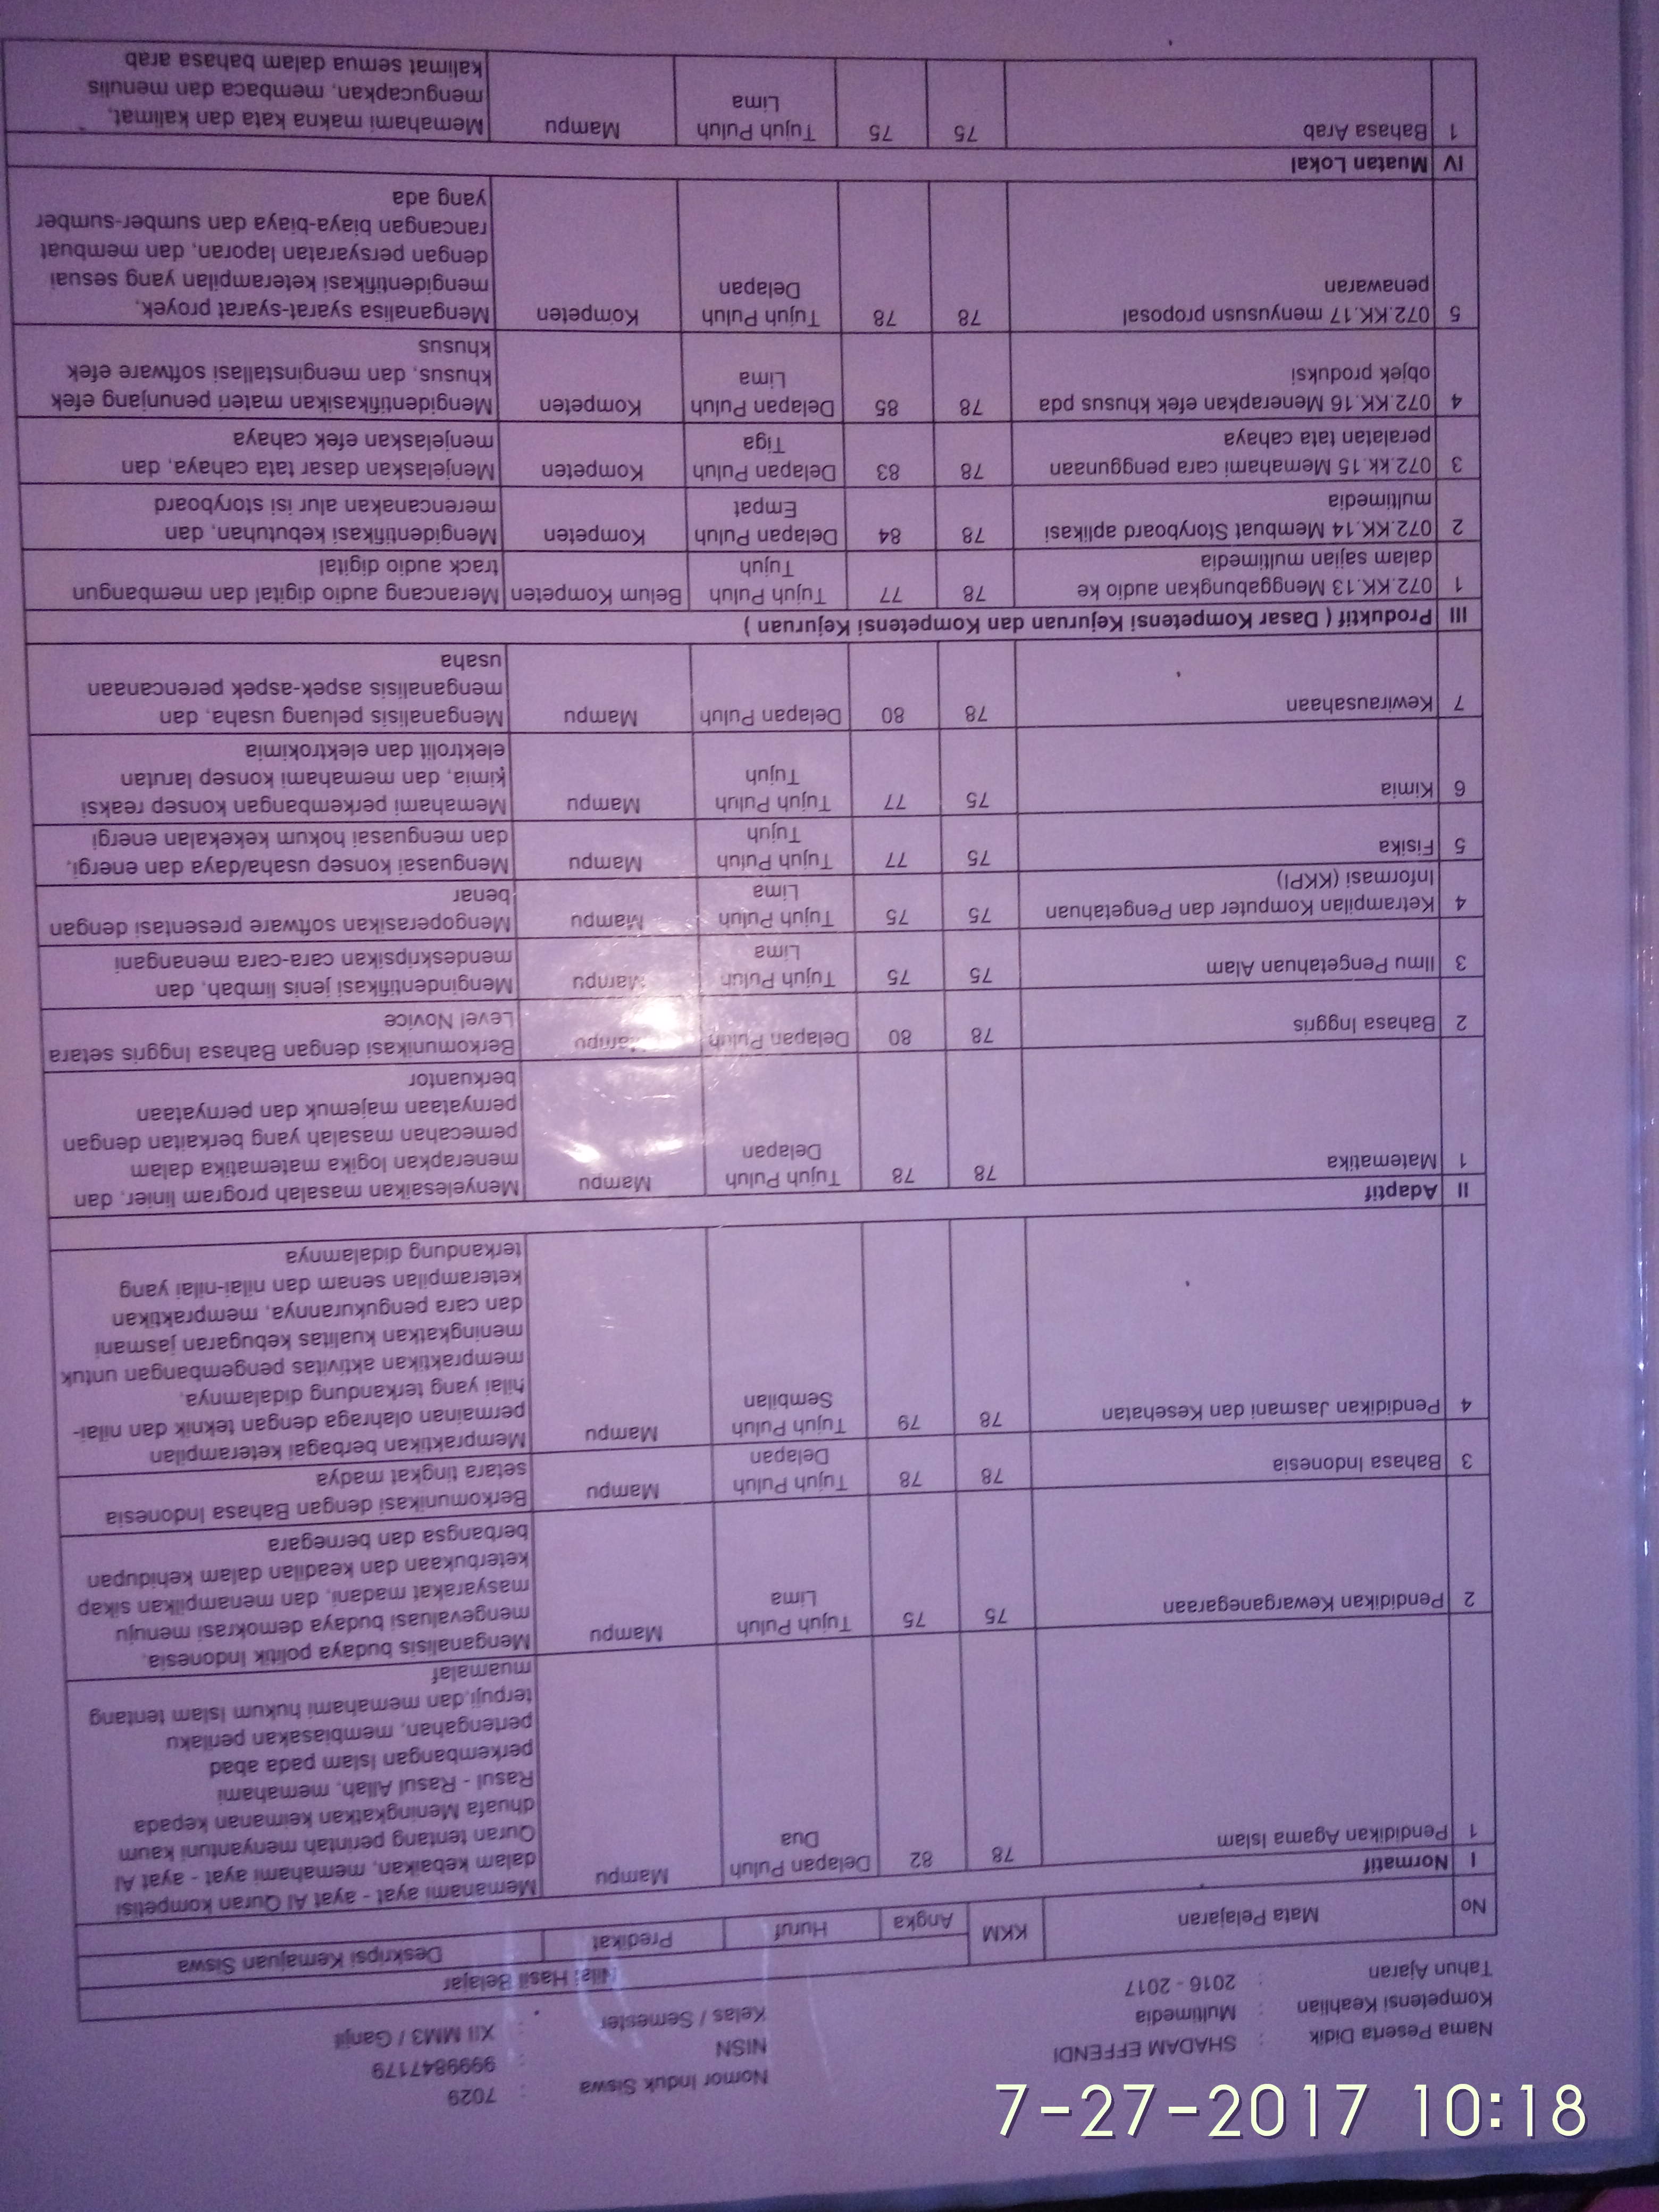 Nama Peserta Didik : SHADAM EFFENDI Nomor Induk Siswa : 7029
Kompetensi Keahlian : Multimedia NISN : 9999847179
Tahun Ajaran : 2016 - 2017 Kelas / Semester : XII MM3 / Ganjil
No Mata Pelajaran KKM Nilai Hasil Belajar
Angka Huruf Predikat Deskripsi Kemajuan Siswa
I Normatif
1 Pendidikan Agama Islam 78 82 Delapan Puluh Dua Mampu Memahami ayat - ayat Al Quran kompetisi
dalam kebaikan, memahami ayat - ayat Al
Quran tentang perintah menyantuni kaum
dhuafa Meningkatkan keimanan kepada
Rasul - Rasul Allah, memahami
perkembangan Islam pada abad
pertengahan, membiasakan perilaku
terpuji,dan memahami hukum Islam tentang
muamalaf
2 Pendidikan Kewarganegaraan 75 75 Tujuh Puluh Lima Mampu Menganalisis budaya politik Indonesia,
mengevaluasi budaya demokrasi menuju
masyarakat madani, dan menampilkan sikap
keterbukaan dan keadilan dalam kehidupan
berbangsa dan bernegara
3 Bahasa Indonesia 78 78 Tujuh Puluh Delapan Mampu Berkomunikasi dengan Bahasa Indonesia
setara tingkat madya
4 Pendidikan Jasmani dan Kesehatan 78 79 Tujuh Puluh Sembilan Mampu Mempraktikan berbagai keterampilan
permainan olahraga dengan teknik dan nilai-
nilai yang terkandung didalamnya,
mempraktikan aktivitas pengembangan untuk
meningkatkan kualitas kebugaran jasmani
dan cara pengukurannya, mempraktikan
keterampilan senam dan nilai-nilai yang
terkandung didalamnya
II Adaptif
1 Matematika 78 78 Tujuh Puluh Delapan Mampu Menyelesaikan masalah program linier, dan
menerapkan logika matematika dalam
pemecahan masalah yang berkaitan dengan
pernyataan majemuk dan pernyataan
berkuantor
2 Bahasa Inggris 78 80 Delapan Puluh Mampu Berkomunikasi dengan Bahasa Inggris setara
Level Novice
3 Ilmu Pengetahuan Alam 75 75 Tujuh Puluh Lima Mampu Mengindentifikasi jenis limbah, dan
mendeskripsikan cara-cara menangani
4 Ketrampilan Komputer dan Pengetahuan 75 75 Tujuh Puluh Lima Mampu Mengoperasikan software presentasi dengan
Informasi (KKPI) benar
5 Fisika 75 77 Tujuh Puluh Tujuh Mampu Menguasai konsep usaha/daya dan energi,
dan menguasai hokum kekekalan energi
6 Kimia 75 77 Tujuh Puluh Tujuh Mampu Memahami perkembangan konsep reaksi
kimia, dan memahami konsep larutan
elektrolit dan elektrokimia
7 Kewirausahaan 78 80 Delapan Puluh Mampu Menganalisis peluang usaha, dan
menganalisis aspek-aspek perencanaan
usaha
III Produktif ( Dasar Kompetensi Kejuruan dan Kompetensi Kejuruan )
1 072.KK.13 Menggabungkan audio ke 78 77 Tujuh Puluh Tujuh Belum Kompeten Merancang audio digital dan membangun
dalam sajian multimedia track audio digital
2 072.KK.14 Membuat Storyboard aplikasi 78 84 Delapan Puluh Empat Kompeten Mengidentifikasi kebutuhan, dan
multimedia merencanakan alur isi storyboard
3 072.kk.15 Memahami cara penggunaan 78 83 Delapan Puluh Tiga Kompeten Menjelaskan dasar tata cahaya, dan
peralatan tata cahaya menjelaskan efek cahaya
4 072.KK.16 Menerapkan efek khusus pda 78 85 Delapan Puluh Lima Kompeten Mengidentifikasikan materi penunjang efek
objek produksi khusus, dan menginstallasi software efek
khusus
5 072.KK.17 menyususn proposal 78 78 Tujuh Puluh Delapan Kompeten Menganalisa syarat-syarat proyek,
penawaran mengidentifikasi keterampilan yang sesuai
dengan persyaratan laporan, dan membuat
rancangan biaya-biaya dan sumber-sumber
yang ada
IV Muatan Lokal
1 Bahasa Arab 75 75 Tujuh Puluh Lima Mampu Memahami makna kata dan kalimat,
mengucapkan, membaca dan menulis
kalimat semua dalam bahasa arab
7-27-2017 10:18